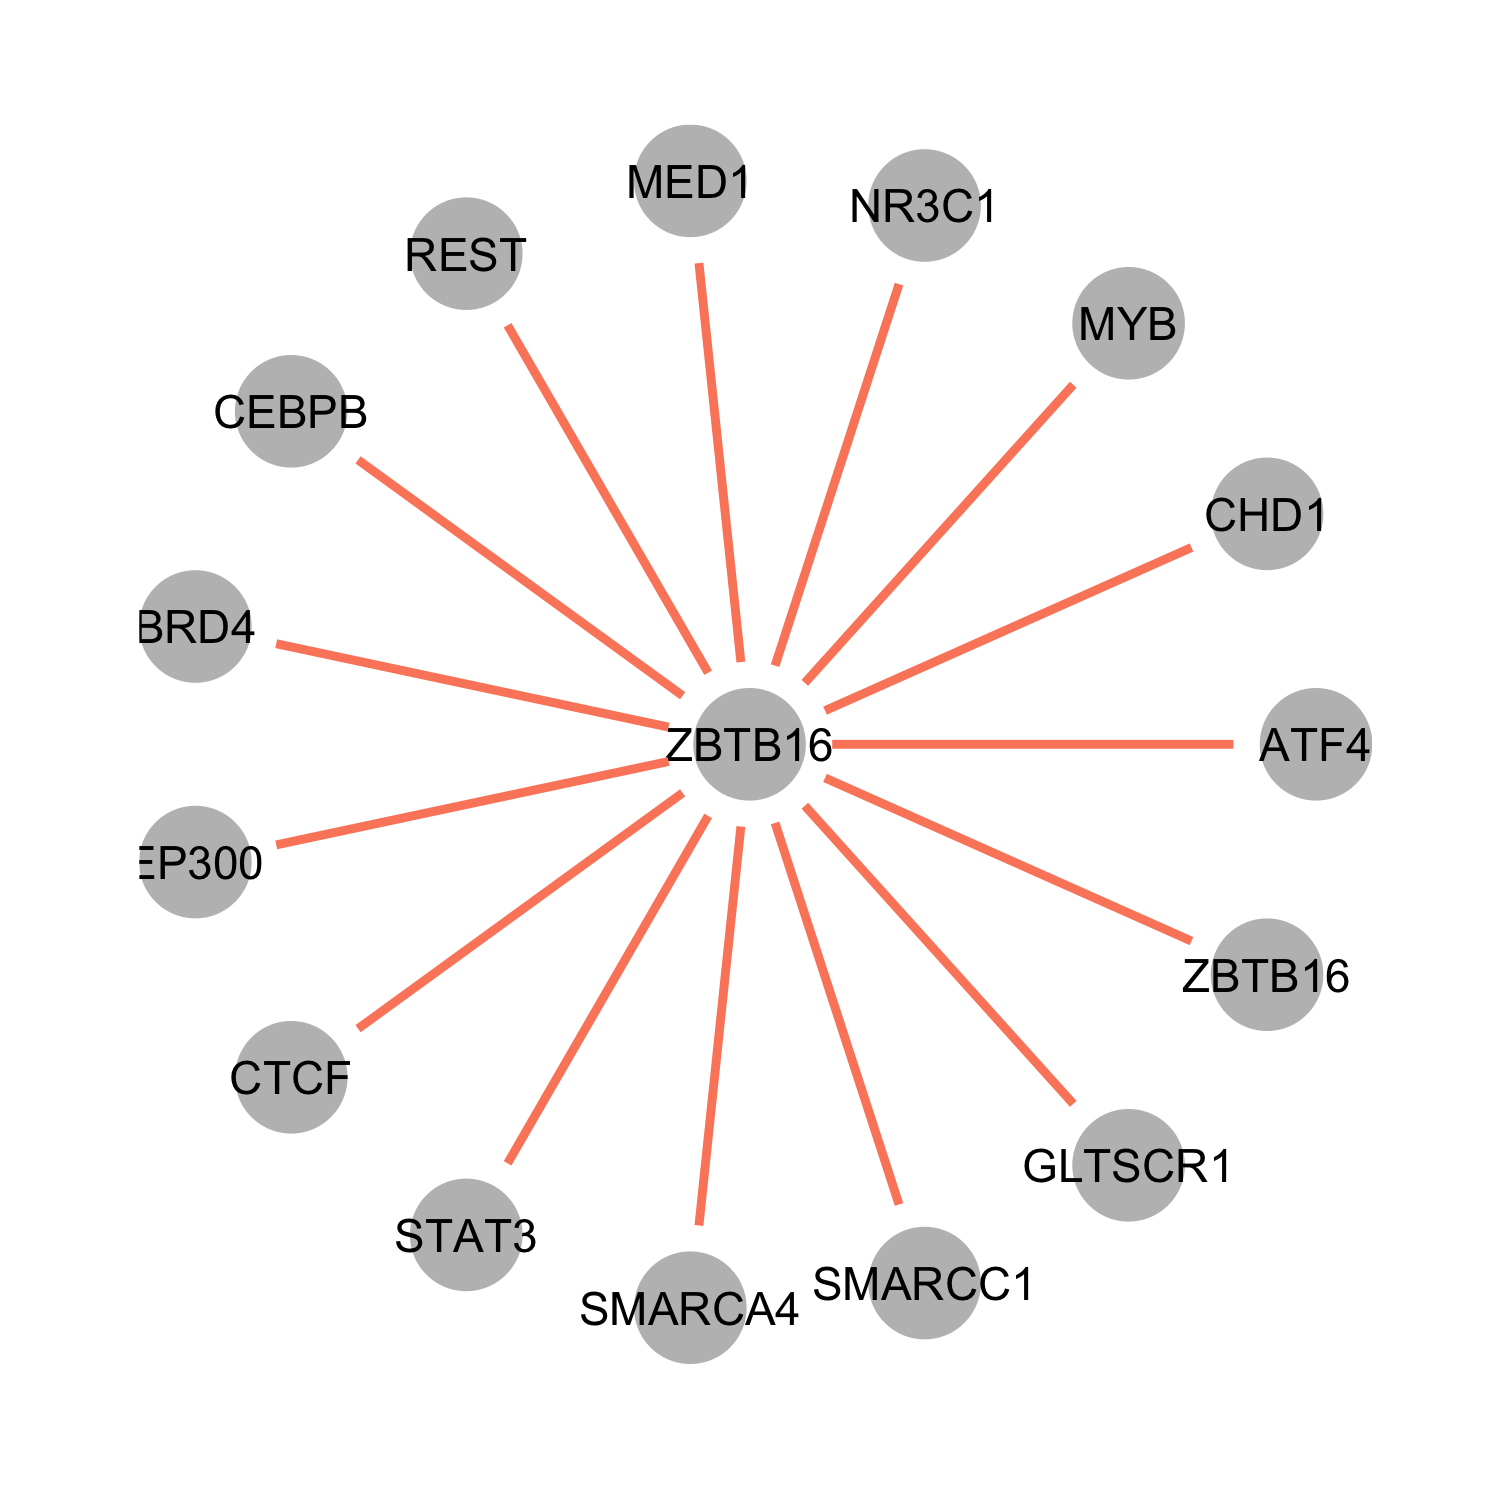 MED1
NR3C1
REST
MYB
CEBPB
CHD1
BRD4
ZBTB16
ATF4
EP300
ZBTB16
CTCF
GLTSCR1
STAT3
SMARCC1
SMARCA4